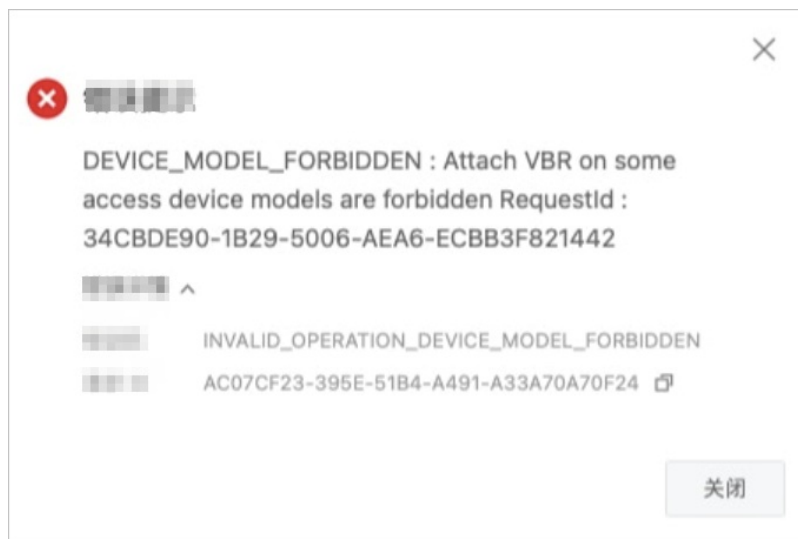 DEVICE_MODEL_FORBIDDEN : Attach VBR on some
access device models are forbidden RequestId :
34CBDE90-1B29-5006-AEA6-ECBB3F821442
INVALID_OPERATION_DEVICE_MODEL_FORBIDDEN
AC07CF23-395E-51B4-A491-A33A70A70F24
关闭